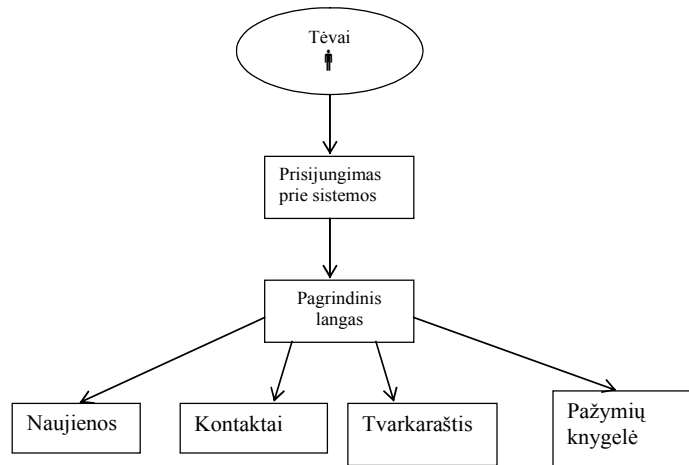 Tėvai
Prisijungimas
prie sistemos
Pagrindinis
langas
Naujienos
Kontaktai
Tvarkaraštis
Pažymių
knygelė